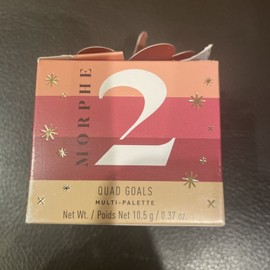 MORPHE
2
QUAD GOALS
MULTI-PALETTE
Net Wt. / Poids Net 10.5 g / 0.37 oz